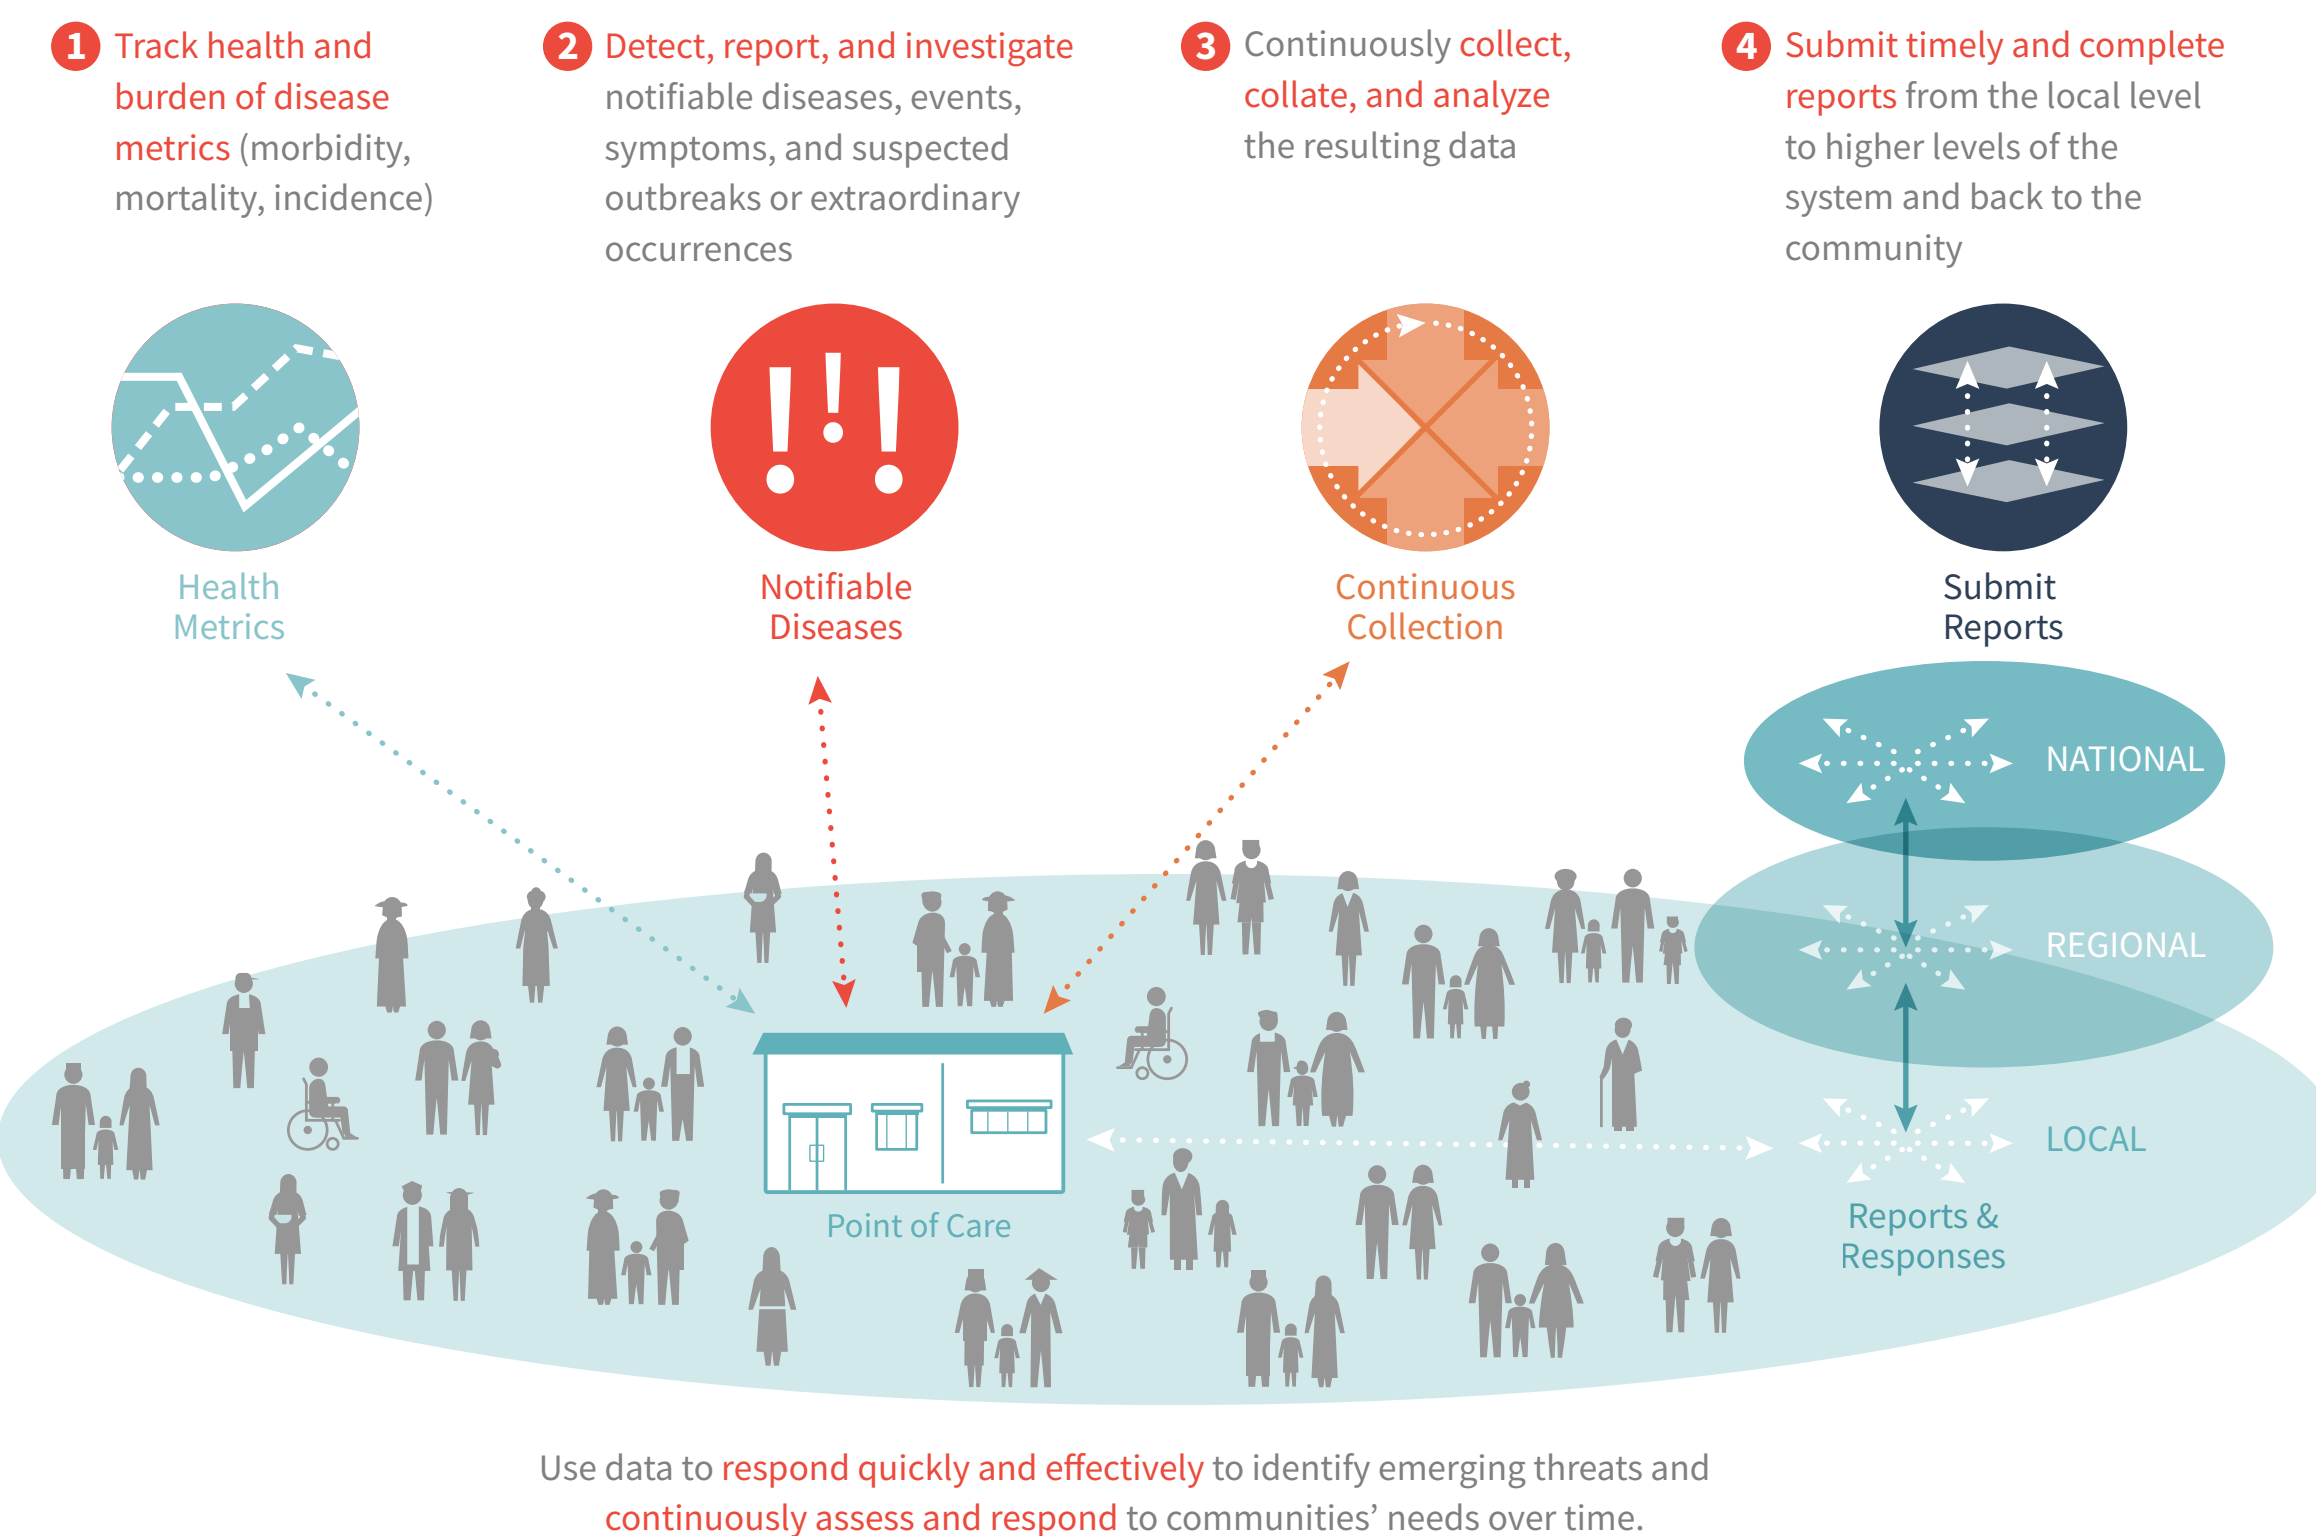 1 Track health and
burden of disease
metrics (morbidity,
mortality, incidence)
2 Detect, report, and investigate
notifiable diseases, events,
symptoms, and suspected
outbreaks or extraordinary
occurrences
3 Continuously collect,
collate, and analyze
the resulting data
4 Submit timely and complete
reports from the local level
to higher levels of the
system and back to the
community
Health
Metrics
Notifiable
Diseases
Continuous
Collection
Submit
Reports
NATIONAL
REGIONAL
LOCAL
Reports &
Responses
Point of Care
Use data to respond quickly and effectively to identify emerging threats and
continuously assess and respond to communities’ needs over time.